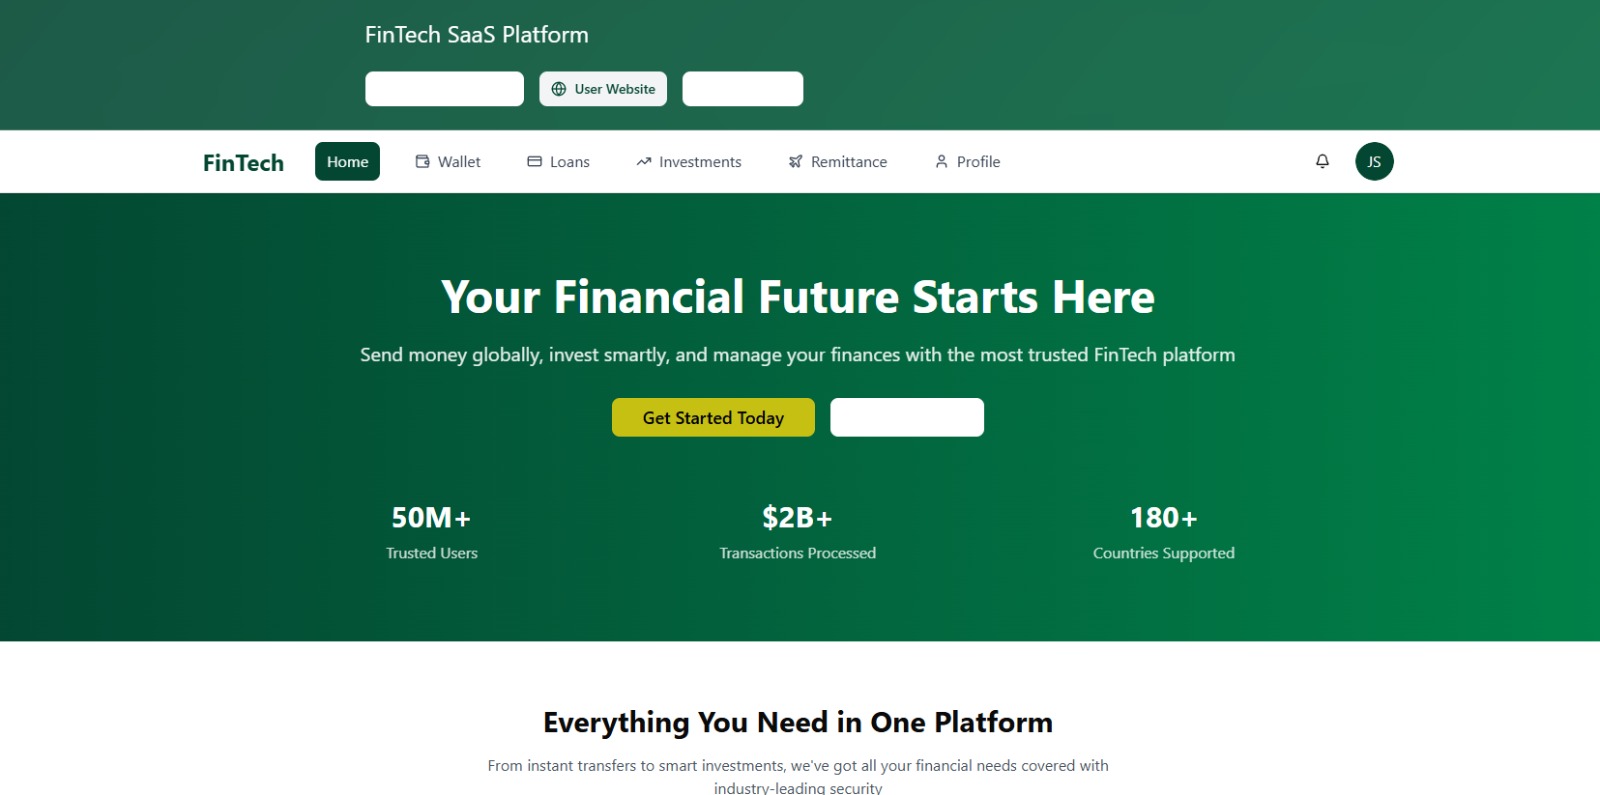 FinTech SaaS Platform
User Website
FinTech
Home
Wallet
Loans
Investments
Remittance
Profile
JS
Your Financial Future Starts Here
Send money globally, invest smartly, and manage your finances with the most trusted FinTech platform
Get Started Today
50M+
$2B+
180+
Trusted Users
Transactions Processed
Countries Supported
Everything You Need in One Platform
From instant transfers to smart investments, we've got all your financial needs covered with
industry-leading security